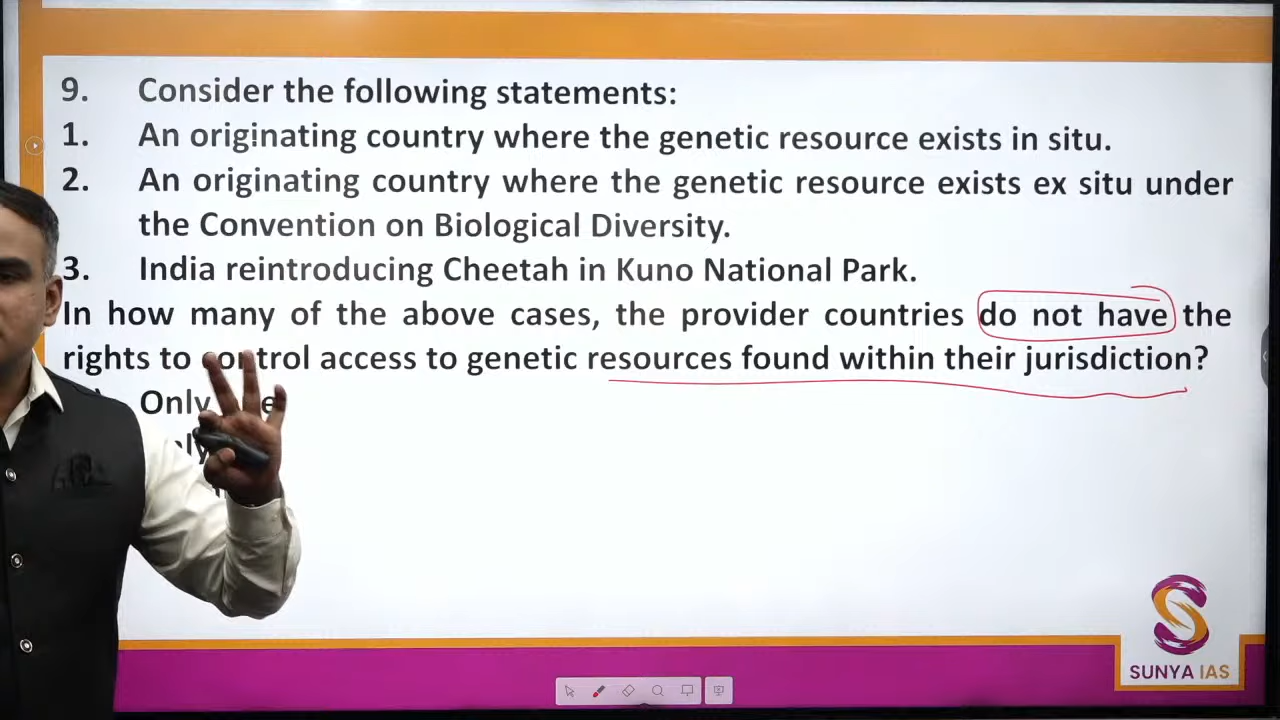 9. Consider the following statements:
1. An originating country where the genetic resource exists in situ.
2. An originating country where the genetic resource exists ex situ under
the Convention on Biological Diversity.
3. India reintroducing Cheetah in Kuno National Park.
In how many of the above cases, the provider countries do not have the
rights to control access to genetic resources found within their jurisdiction?
Only
SUNYA IAS